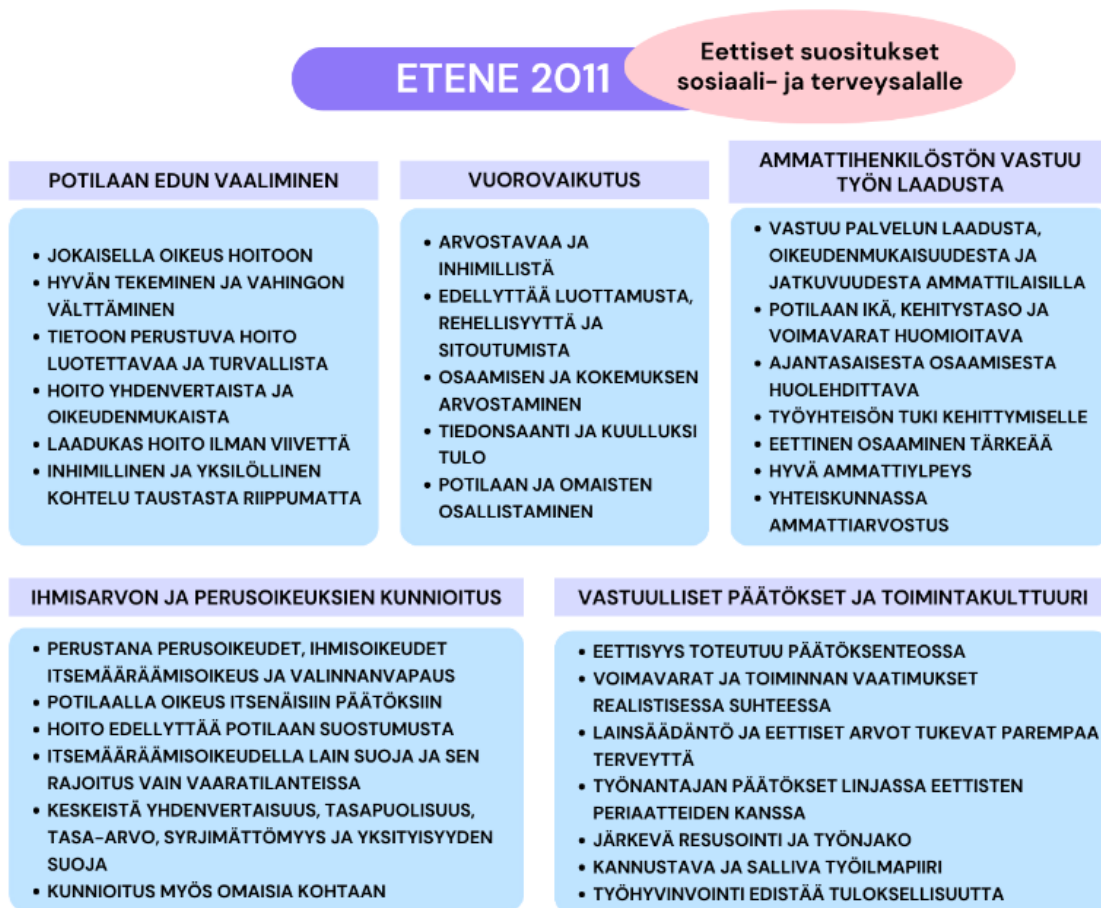 ETENE 2011
Eettiset suositukset
sosiaali- ja terveysalalle
POTILAAN EDUN VAALIMINEN
• JOKAISELLA OIKEUS HOITOON
• HYVÄN TEKEMINEN JA VAHINGON
VÄLTTÄMINEN
• TIETOON PERUSTUVA HOITO
LUOTETTAVAA JA TURVALLISTA
• HOITO YHDENVERTAISTA JA
OIKEUDENMUKAISTA
• LAADUKAS HOITO ILMAN VIIVETTÄ
• INHIMILLINEN JA YKSILÖLLINEN
KOHTELU TAUSTASTA RIIPPUMATTA
VUOROVAIKUTUS
• ARVOSTAVAA JA
INHIMILLISTÄ
• EDELLYTTÄÄ LUOTTAMUSTA,
REHELLISYYTTÄ JA
SITOUTUMISTA
• OSAAMISEN JA KOKEMUKSEN
ARVOSTAMINEN
• TIEDONSAANTI JA KUULLUKSI
TULO
• POTILAAN JA OMAISTEN
OSALLISTAMINEN
AMMATTIHENKILÖSTÖN VASTUU
TYÖN LAADUSTA
• VASTUU PALVELUN LAADUSTA,
OIKEUDENMUKAISUUDESTA JA
JATKUVUUDESTA AMMATTILAISILLA
• POTILAAN IKÄ, KEHITYSTASO JA
VOIMAVARAT HUOMIOITAVA
• AJANTASAISESTA OSAAMISESTA
HUOLEHDITTAVA
• TYÖYHTEISÖN TUKI KEHITTYMISELLE
• EETTINEN OSAAMINEN TÄRKEÄÄ
• HYVÄ AMMATTIYLPEYS
• YHTEISKUNNASSA
AMMATTIARVOSTUS
IHMISARVON JA PERUSOIKEUKSIEN KUNNIOITUS
• PERUSTANA PERUSOIKEUDET, IHMISOIKEUDET
ITSEMÄÄRÄÄMISOIKEUS JA VALINNANVAPAUS
• POTILAALLA OIKEUS ITSENÄISIIN PÄÄTÖKSIIN
• HOITO EDELLYTTÄÄ POTILAAN SUOSTUMUSTA
• ITSEMÄÄRÄÄMISOIKEUDELLA LAIN SUOJA JA SEN
RAJOITUS VAIN VAARATILANTEISSA
• KESKEISTÄ YHDENVERTAISUUS, TASAPUOLISUUS,
TASA-ARVO, SYRJIMÄTTÖMYYS JA YKSITYISYYDEN
SUOJA
• KUNNIOITUS MYÖS OMAISIA KOHTAAN
VASTUULLISET PÄÄTÖKSET JA TOIMINTAKULTTUURI
• EETTISYYS TOTEUTUU PÄÄTÖKSENTEOSSA
• VOIMAVARAT JA TOIMINNAN VAATIMUKSET
REALISTISESSA SUHTEESSA
• LAINSÄÄDÄNTÖ JA EETTISET ARVOT TUKEVAT PAREMPAA
TERVEYTTÄ
• TYÖNANTAJAN PÄÄTÖKSET LINJASSA EETTISTEN
PERIAATTEIDEN KANSSA
• JÄRKEVÄ RESUSOINTI JA TYÖNJAKO
• KANNUSTAVA JA SALLIVA TYÖILMAPIIRI
• TYÖHYVINVOINTI EDISTÄÄ TULOKSELLISUUTTA